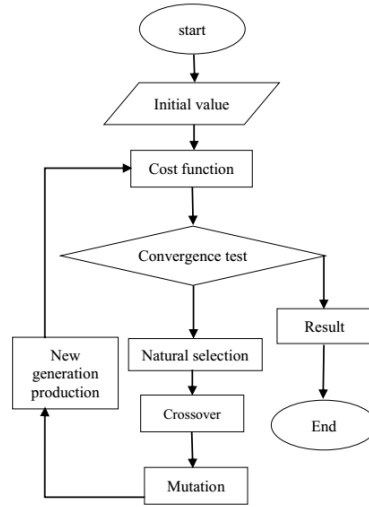 start
Initial value
Cost function
Convergence test
Result
Natural selection
New
generation
production
Crossover
End
Mutation